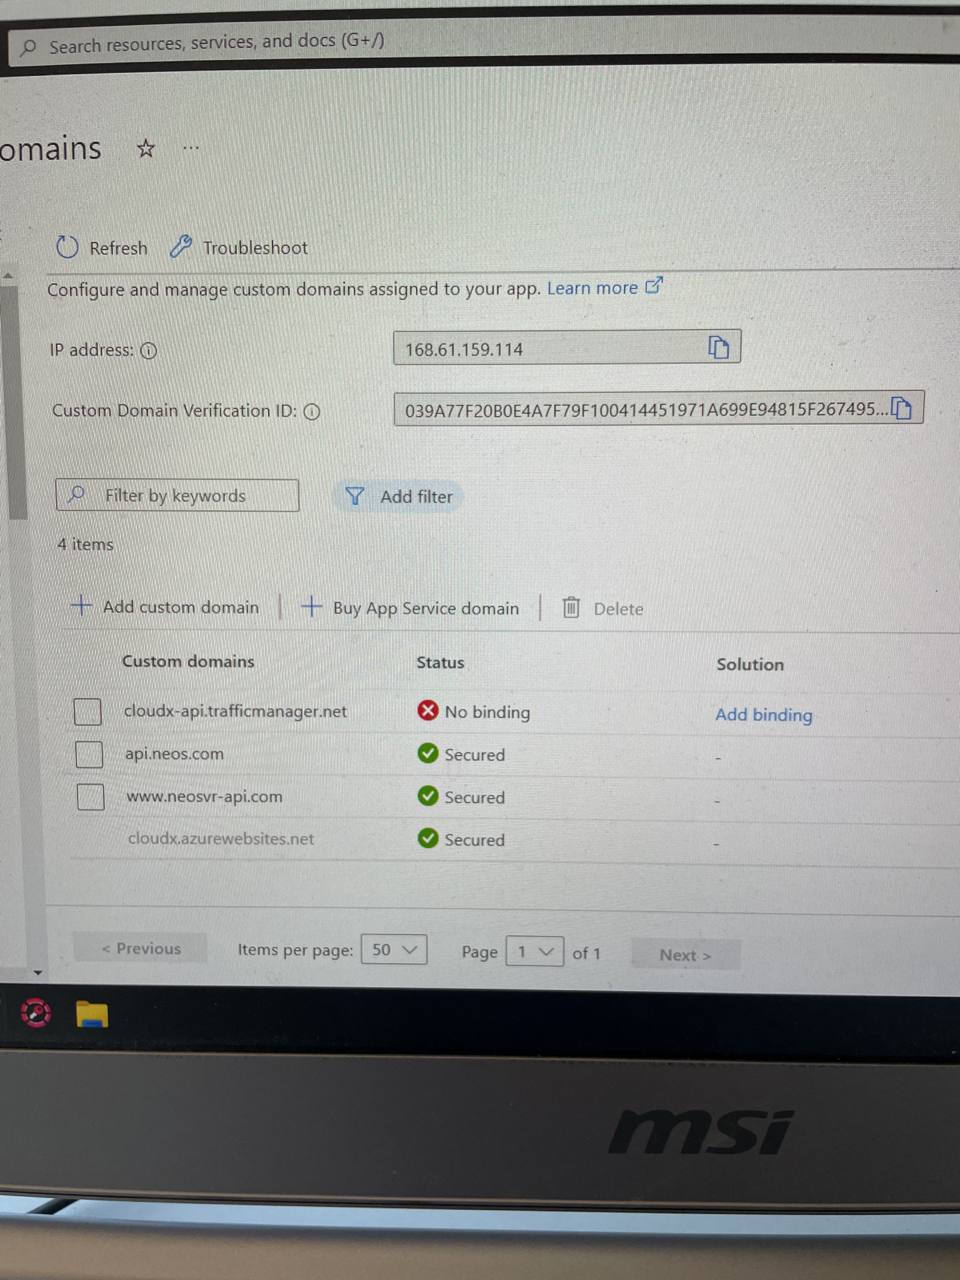 Search resources, services, and docs (G+/)
omains ...
Refresh Troubleshoot
Configure and manage custom domains assigned to your app. Learn more
IP address: 168.61.159.114
Custom Domain Verification ID: 039A77F20B0E4A7F79F100414451971A699E94815F267495...
Filter by keywords Add filter
4 items
+ Add custom domain + Buy App Service domain Delete
Custom domains Status Solution
cloudx-api.trafficmanager.net No binding Add binding
api.neos.com Secured -
www.neosvr-api.com Secured -
cloudx.azurewebsites.net Secured -
< Previous Items per page: 50 Page 1 of 1 Next >
msi